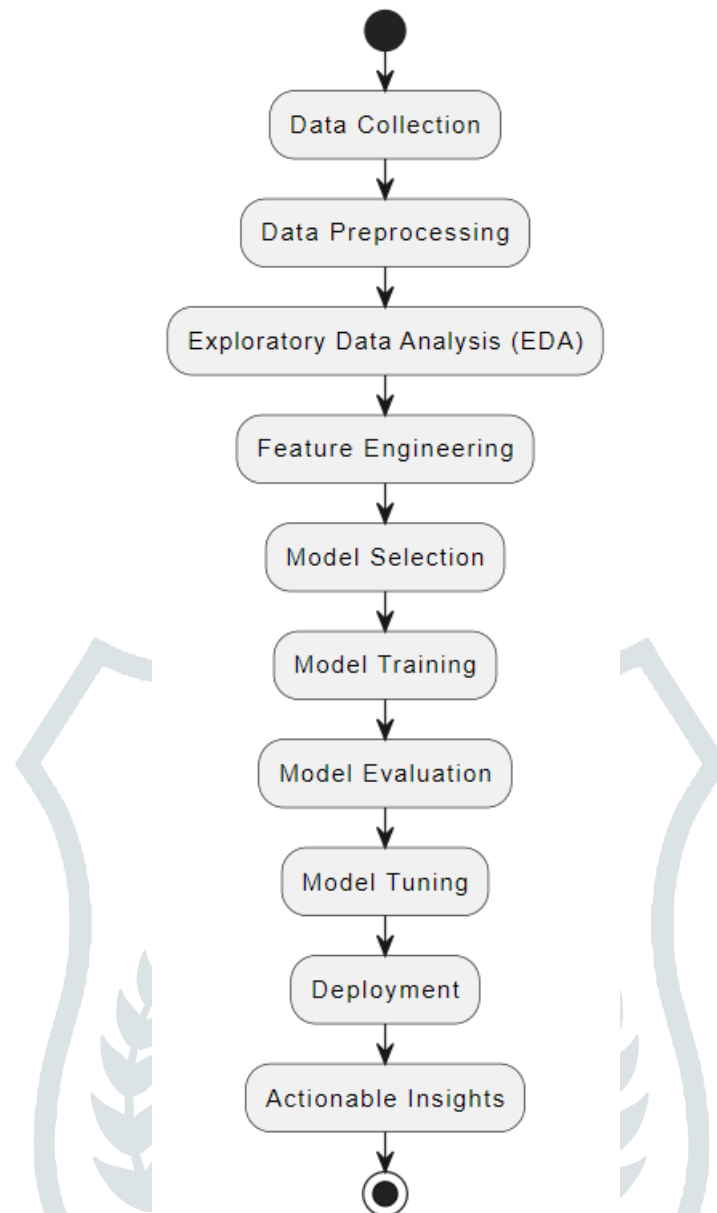 Data Collection
Data Preprocessing
Exploratory Data Analysis (EDA)
Feature Engineering
Model Selection
Model Training
Model Evaluation
Model Tuning
Deployment
Actionable Insights